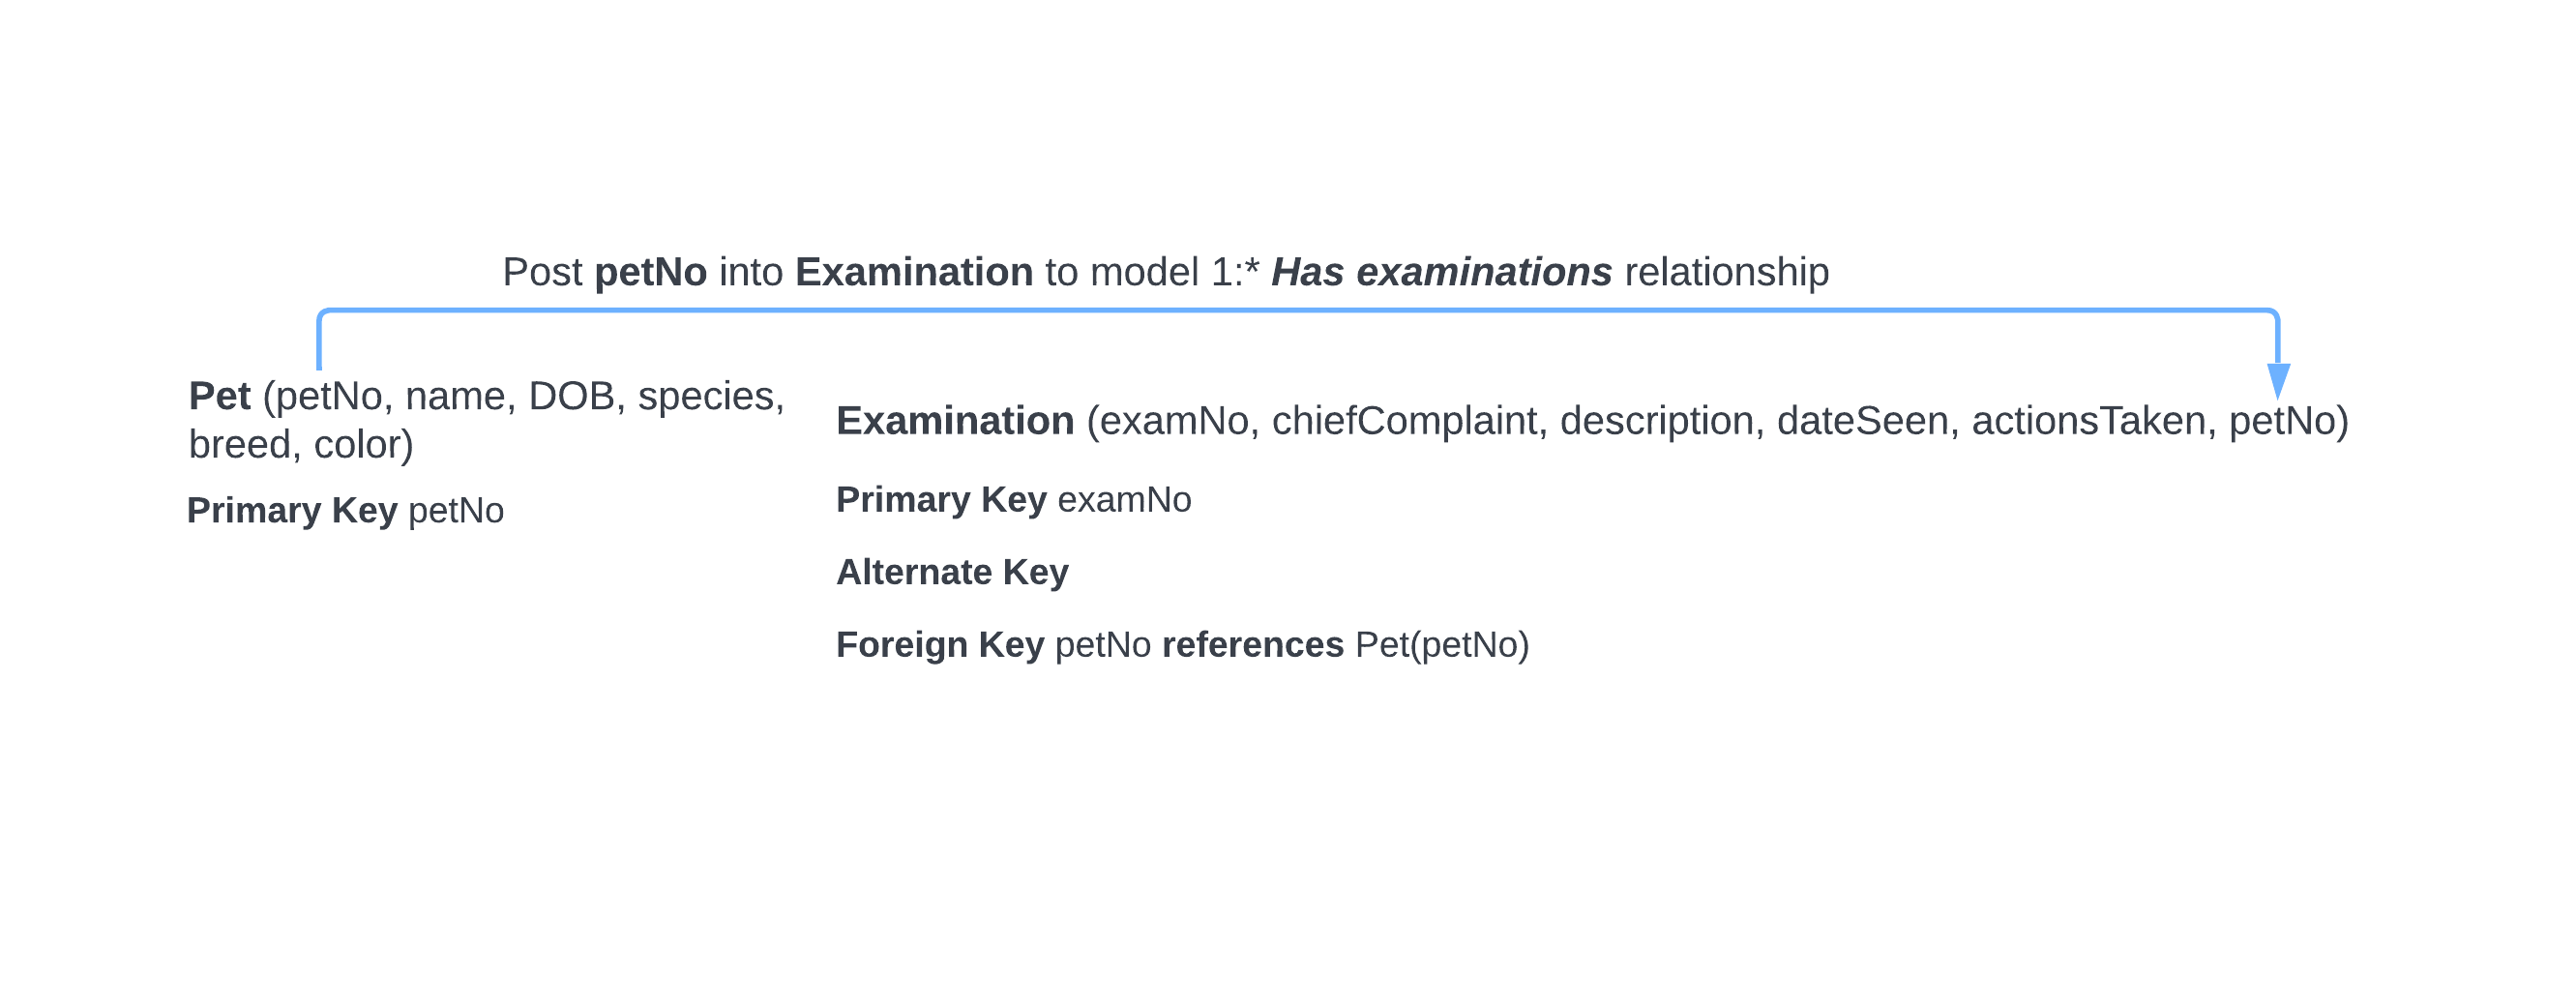 Post petNo into Examination to model 1:* Has examinations relationship
Pet (petNo, name, DOB, species,
breed, color)
Primary Key petNo
Examination (examNo, chiefComplaint, description, dateSeen, actionsTaken, petNo)
Primary Key examNo
Alternate Key
Foreign Key petNo references Pet(petNo)